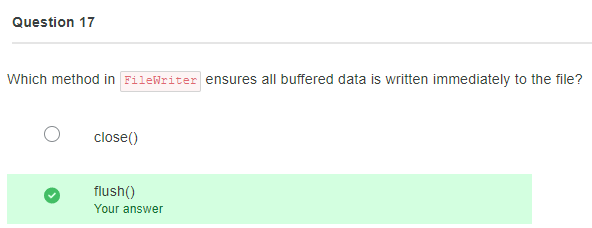 Question 17
Which method in FileWriter ensures all buffered data is written immediately to the file?
close()
flush()
Your answer